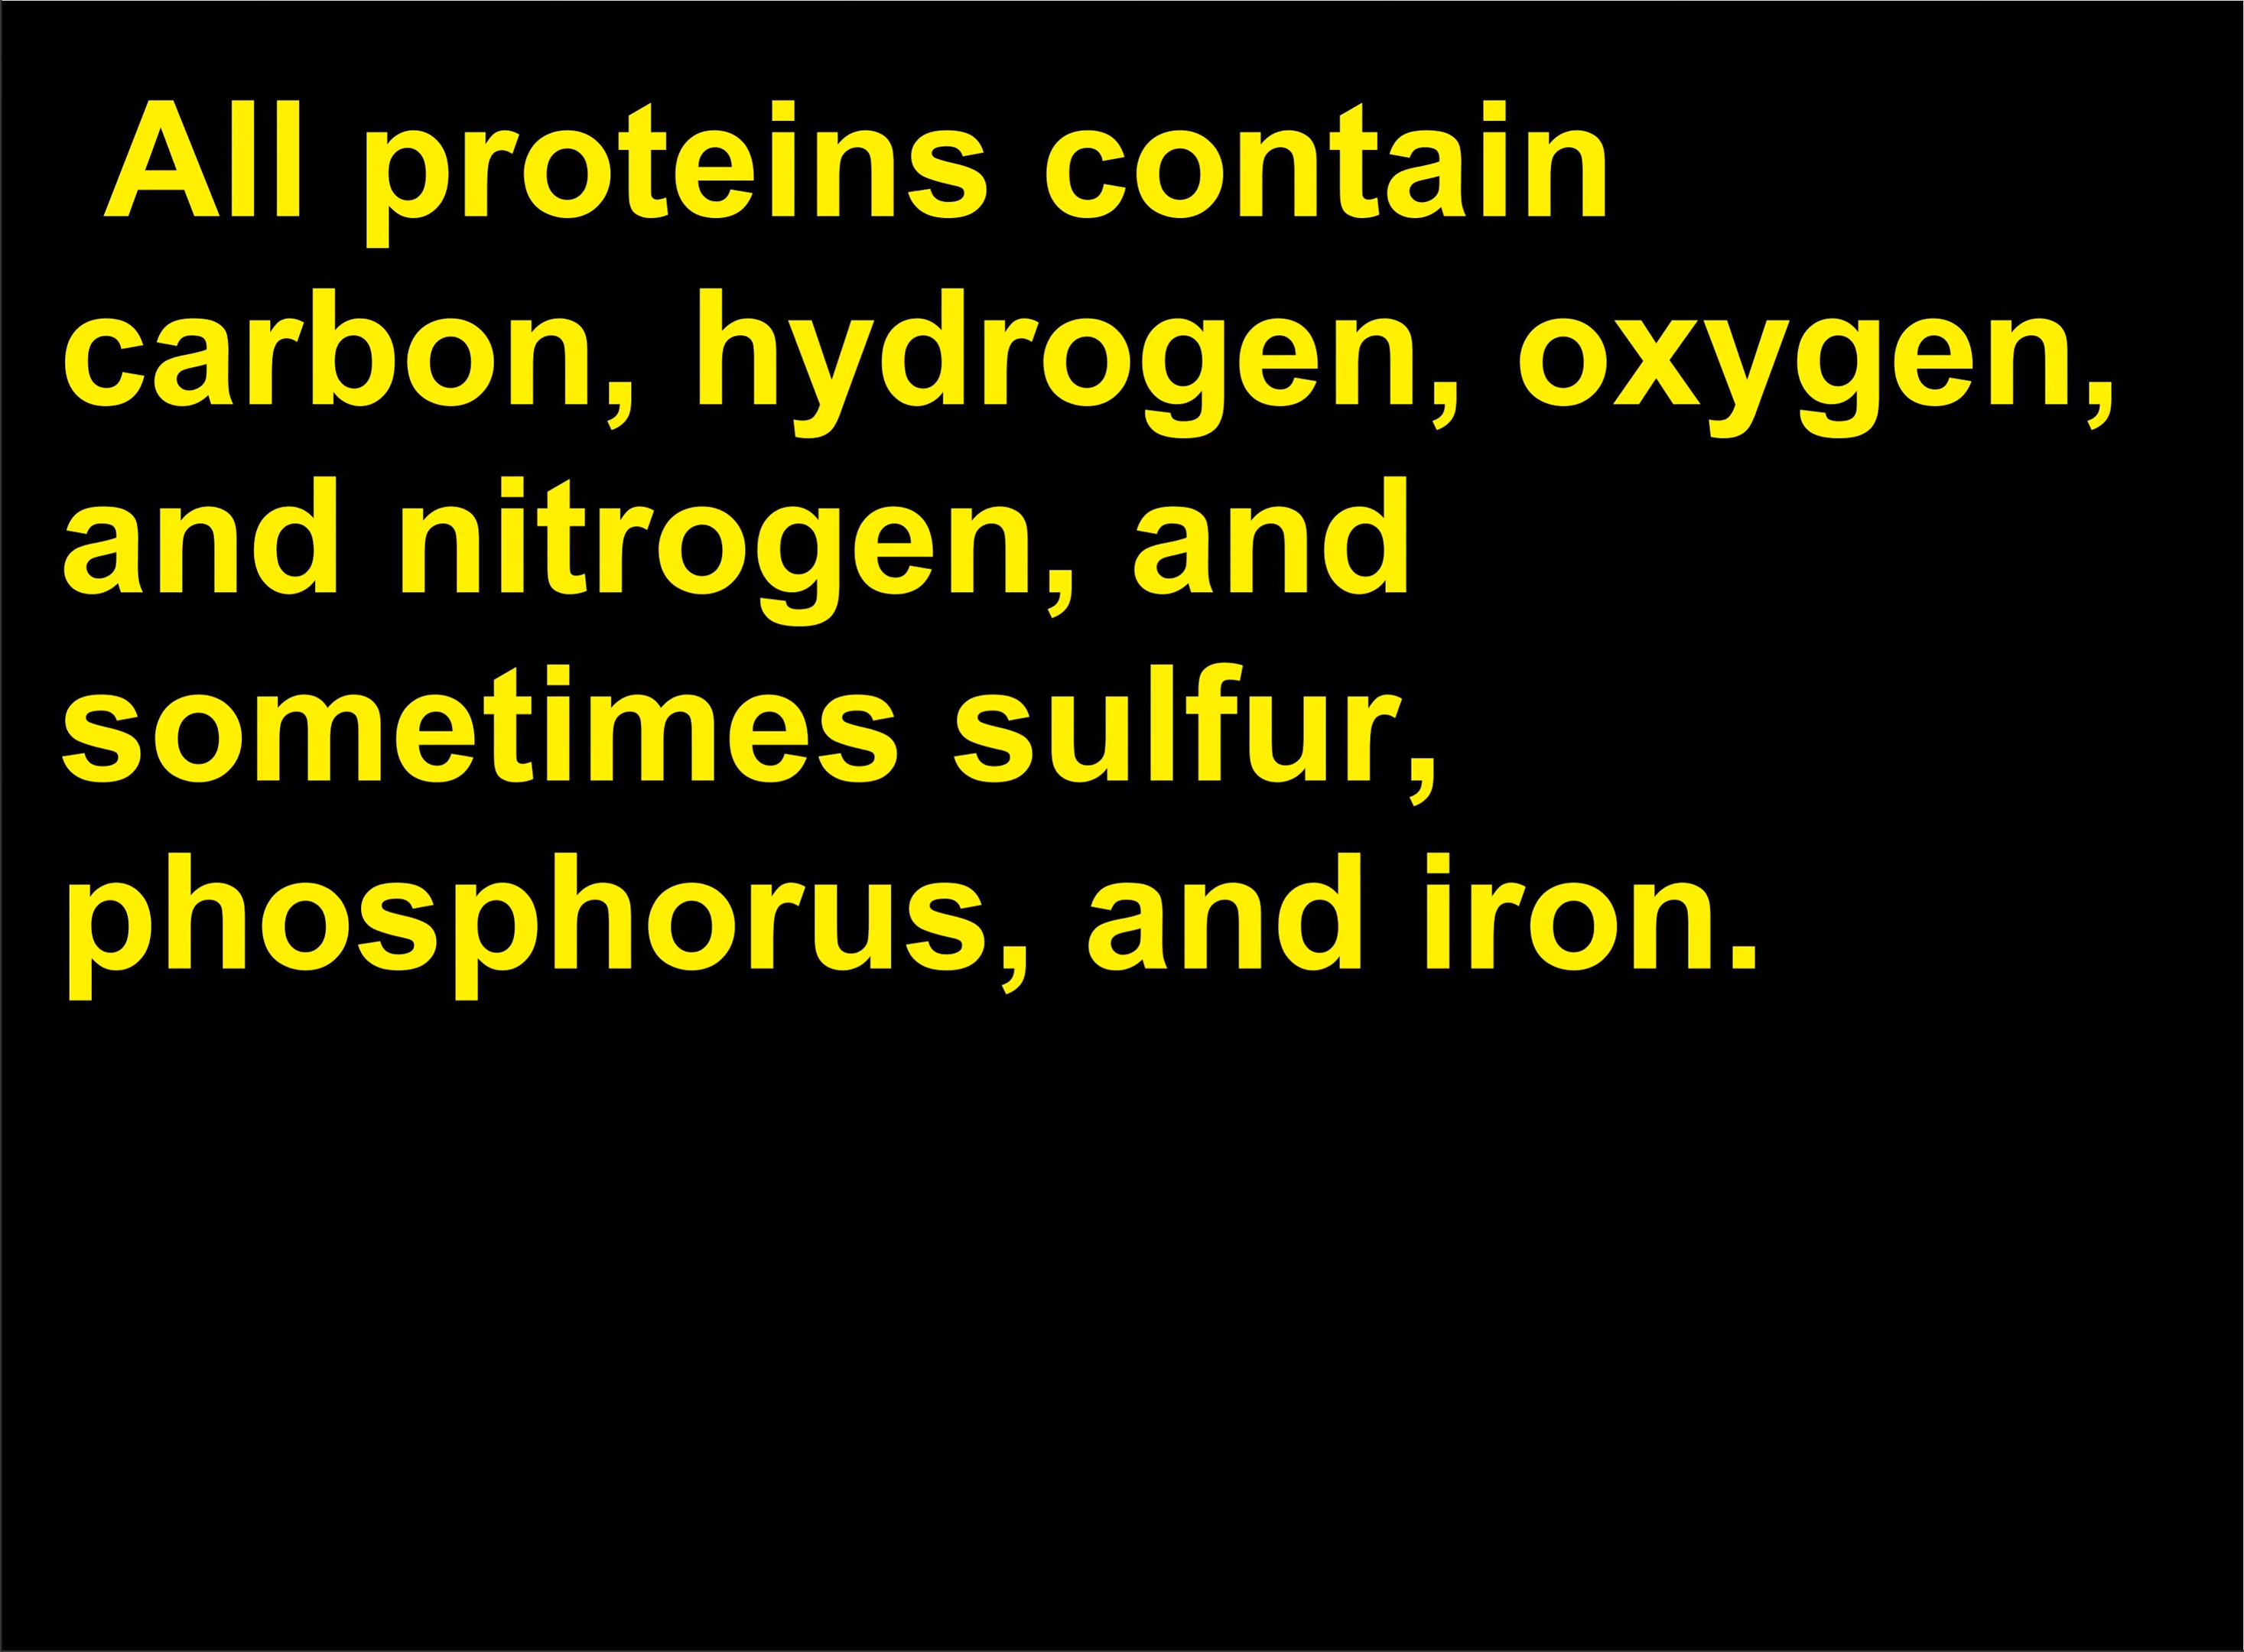 All proteins contain
carbon, hydrogen, oxygen,
and nitrogen, and
sometimes sulfur,
phosphorus, and iron.